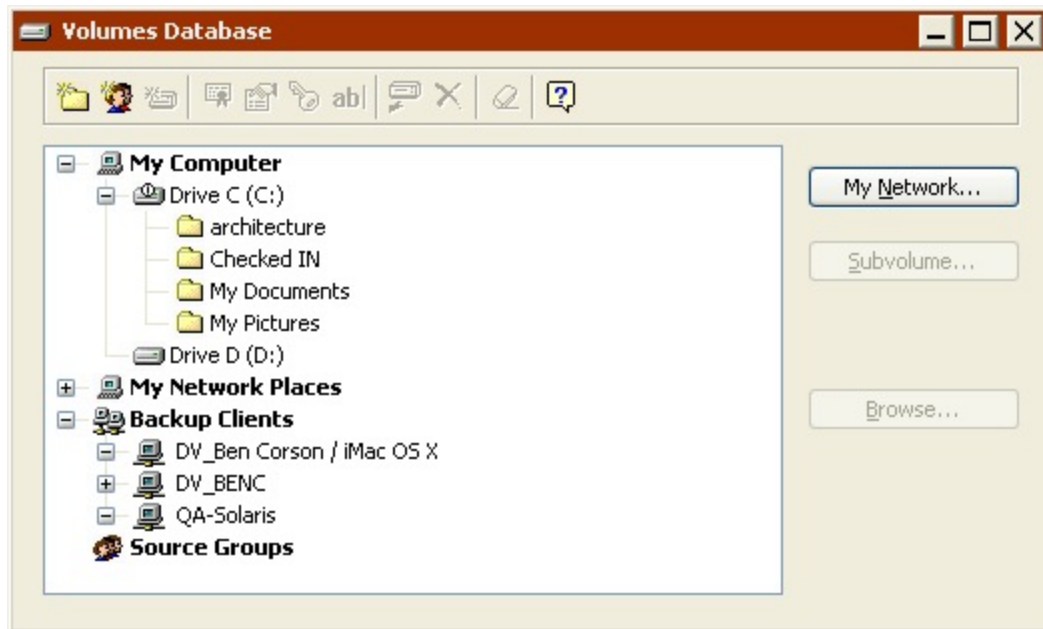 Volumes Database
ab|
My Computer
Drive C (C:)
architecture
Checked IN
My Documents
My Pictures
Drive D (D:)
My Network Places
Backup Clients
DV_Ben Corson / iMac OS X
DV_BENC
QA-Solaris
Source Groups
My Network...
Subvolume...
Browse...